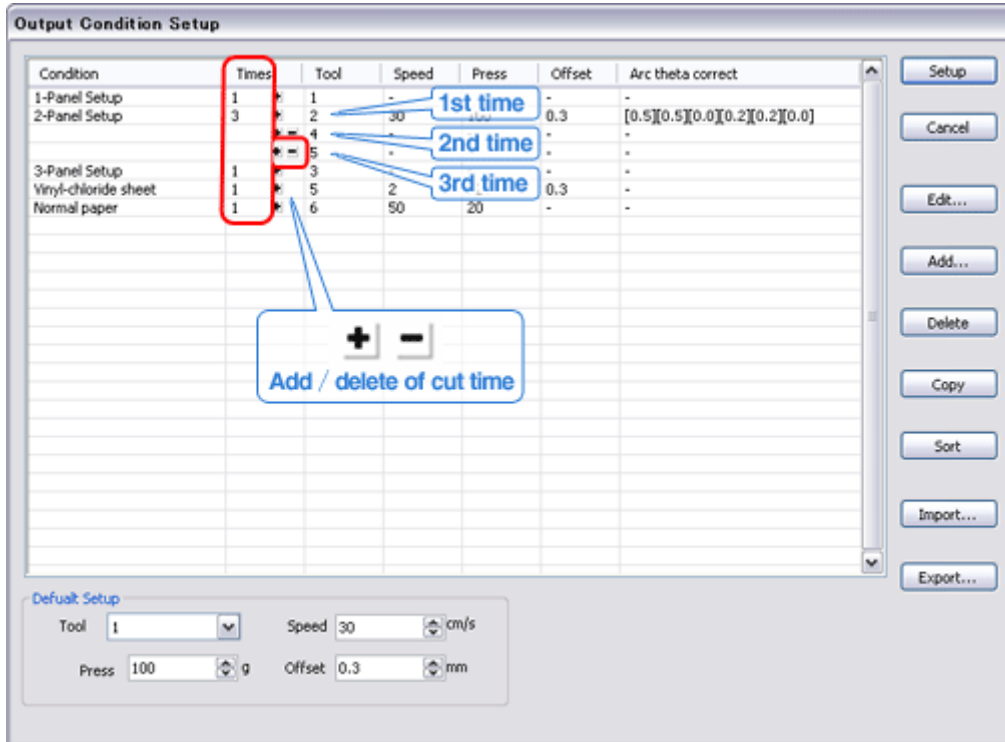 Output Condition Setup
Condition Times Tool Speed Press Offset Arc theta correct
1-Panel Setup 1 + 1 - - -
2-Panel Setup 3 + 2 30 0.3 [0.5][0.5][0.0][0.2][0.2][0.0]
+ - 4 - - -
+ - 5 - - -
3-Panel Setup 1 + 3 - -
Vinyl-chloride sheet 1 + 5 2 0.3 -
Normal paper 1 + 6 50 20 - -
1st time
2nd time
3rd time
+ -
Add / delete of cut time
Setup
Cancel
Edit...
Add...
Delete
Copy
Sort
Import...
Export...
Defualt Setup
Tool 1 Speed 30 cm/s
Press 100 g Offset 0.3 mm